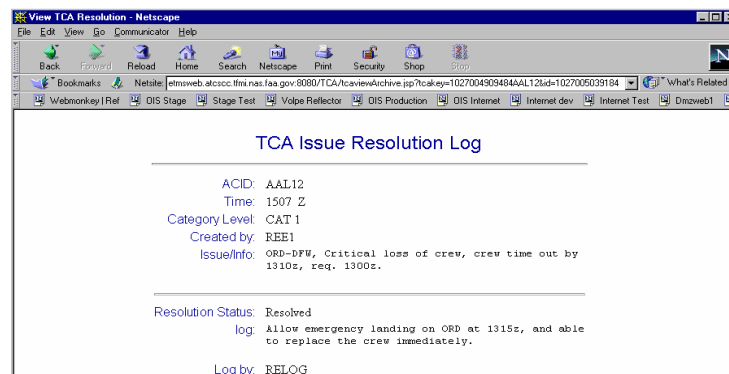 View TCA Resolution - Netscape
File Edit View Go Communicator Help
Back Forward Reload Home Search Netscape Print Security Shop Stop
Bookmarks Netsite: etmsweb.atcscc.tfmi.nas.faa.gov:8080/TCA/tcaviewArchive.jsp?tcakey=1027004909484AAL12&id=1027005039184 What's Related
Webmonkey | Ref OIS Stage Stage Test Volpe Reflector OIS Production OIS Internet Internet dev Internet Test Dmzweb1
TCA Issue Resolution Log
ACID: AAL12
Time: 1507 Z
Category Level: CAT 1
Created by: REE1
Issue/Info: ORD-DFW, Critical loss of crew, crew time out by
1310z, req. 1300z.
Resolution Status: Resolved
log: Allow emergency landing on ORD at 1315z, and able
to replace the crew immediately.
Log by: RELOG